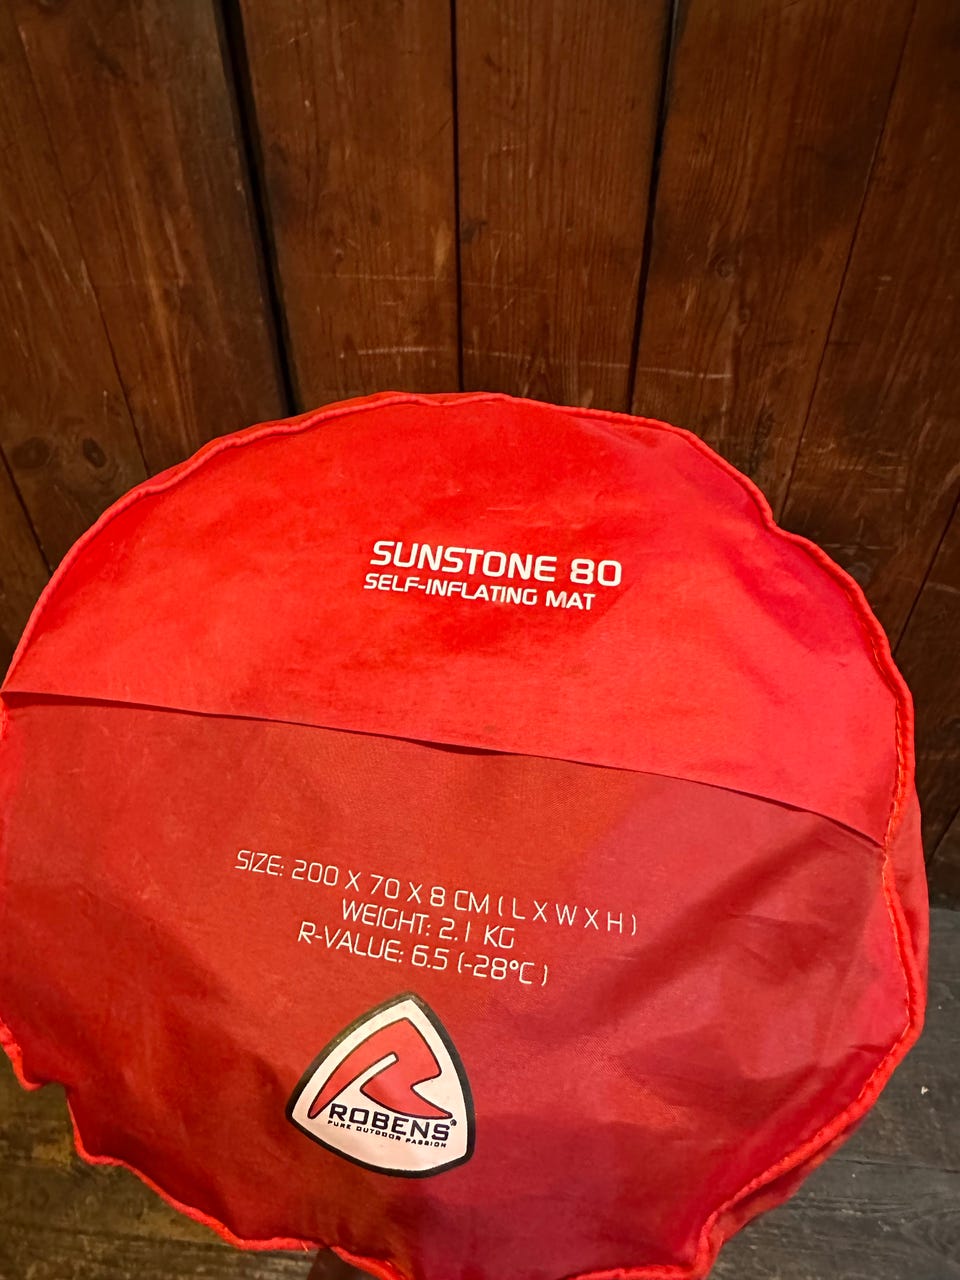 SUNSTONE 80
SELF-INFLATING MAT
SIZE: 200 X 70 X 8 CM ( L X W X H )
WEIGHT: 2.1 KG
R-VALUE: 6.5 (-28°C )
ROBENS®
PURE OUTDOOR PASSION